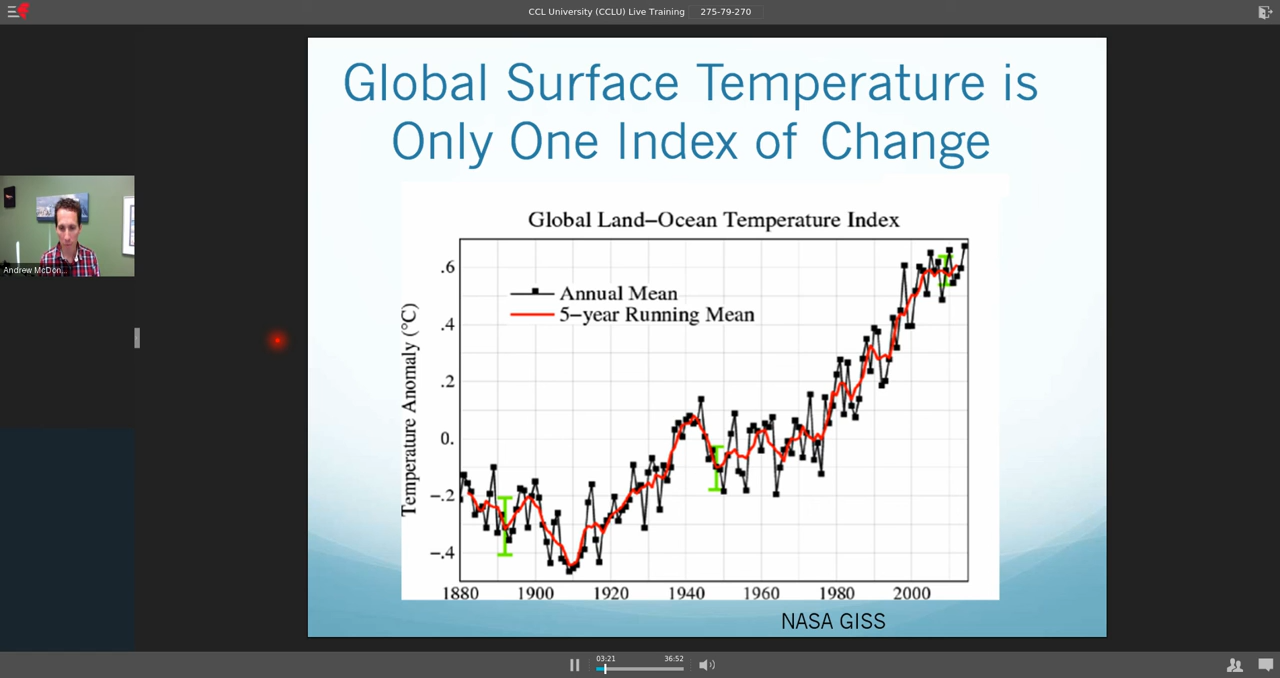 CCL University (CCLU) Live Training 275-79-270
Global Surface Temperature is
Only One Index of Change
Andrew McDon...
Global Land-Ocean Temperature Index
Annual Mean
5-year Running Mean
Temperature Anomaly (°C)
.6
.4
.2
0.
-.2
-.4
1880 1900 1920 1940 1960 1980 2000
NASA GISS
03:21 36:52